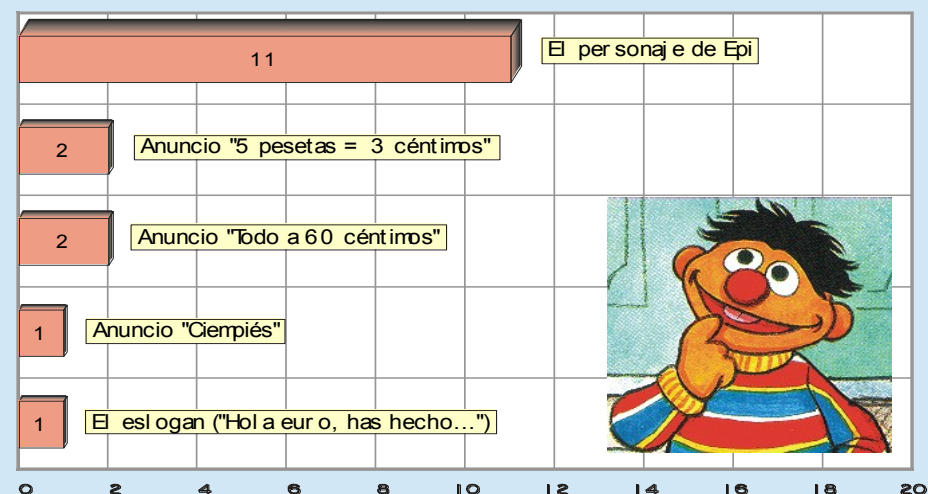 11
El personaje de Epi
2
Anuncio "5 pesetas = 3 céntimos"
2
Anuncio "Todo a 60 céntimos"
1
Anuncio "Ciempiés"
1
El eslogan ("Hola euro, has hecho...")
0 2 4 6 8 10 12 14 16 18 20